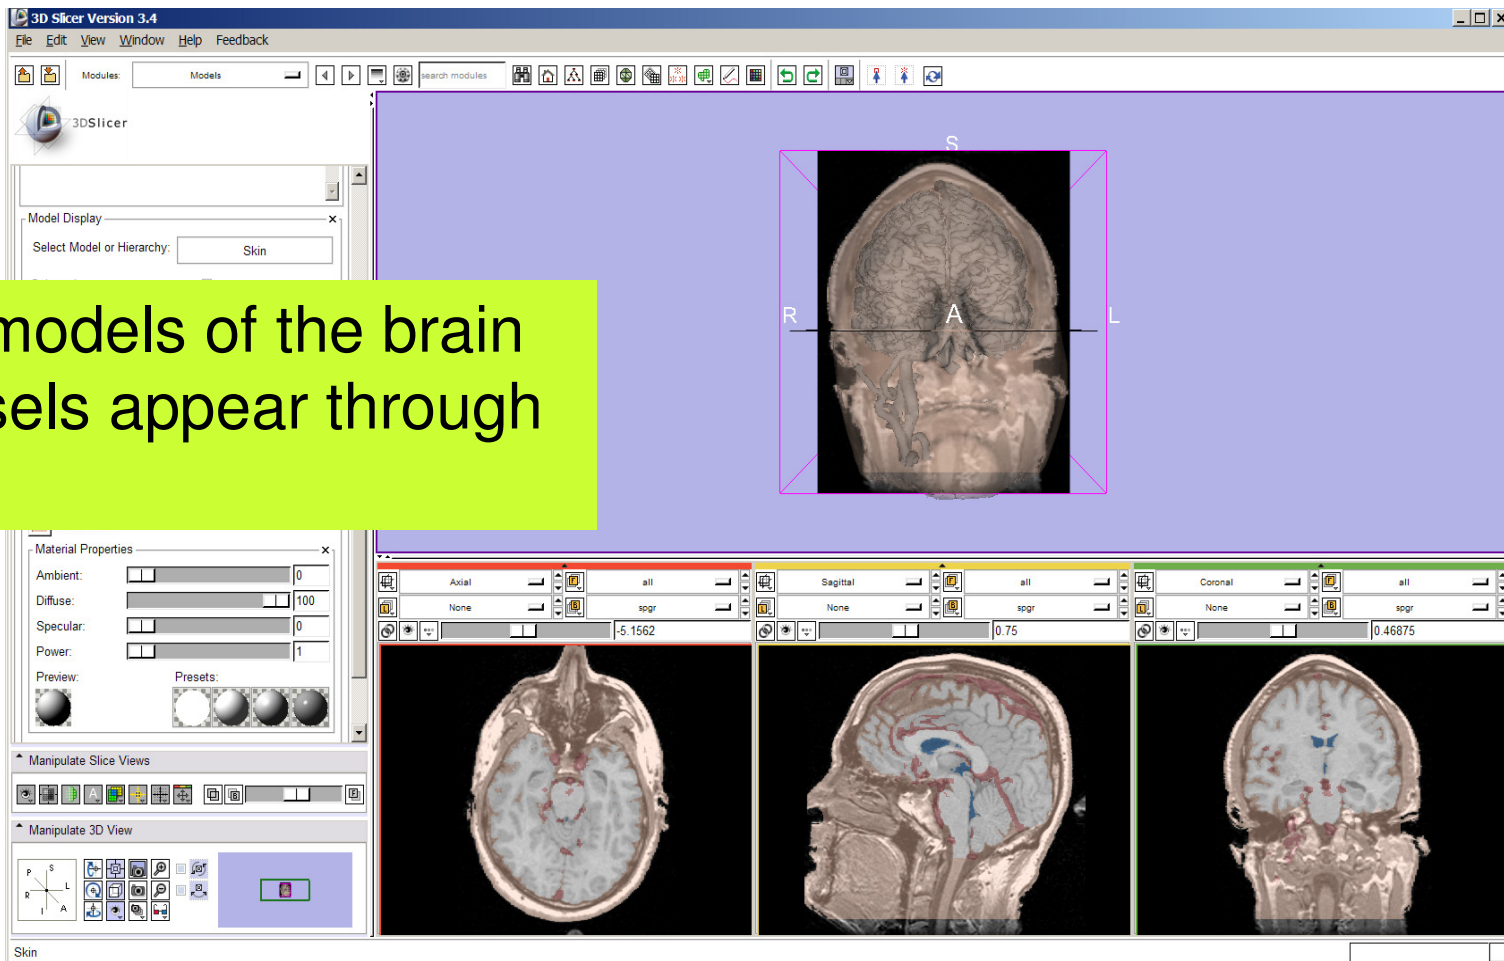 3D Slicer Version 3.4
File Edit View Window Help Feedback
Modules: Models search modules
3DSlicer
Model Display
Select Model or Hierarchy: Skin
models of the brain
sels appear through
S
R A L
Material Properties
Ambient: 0
Diffuse: 100
Specular: 0
Power: 1
Preview: Presets:
Manipulate Slice Views
Manipulate 3D View
P S
R L
I A
Axial all
None spgr
-5.1562
Sagittal all
None spgr
0.75
Coronal all
None spgr
0.46875
Skin